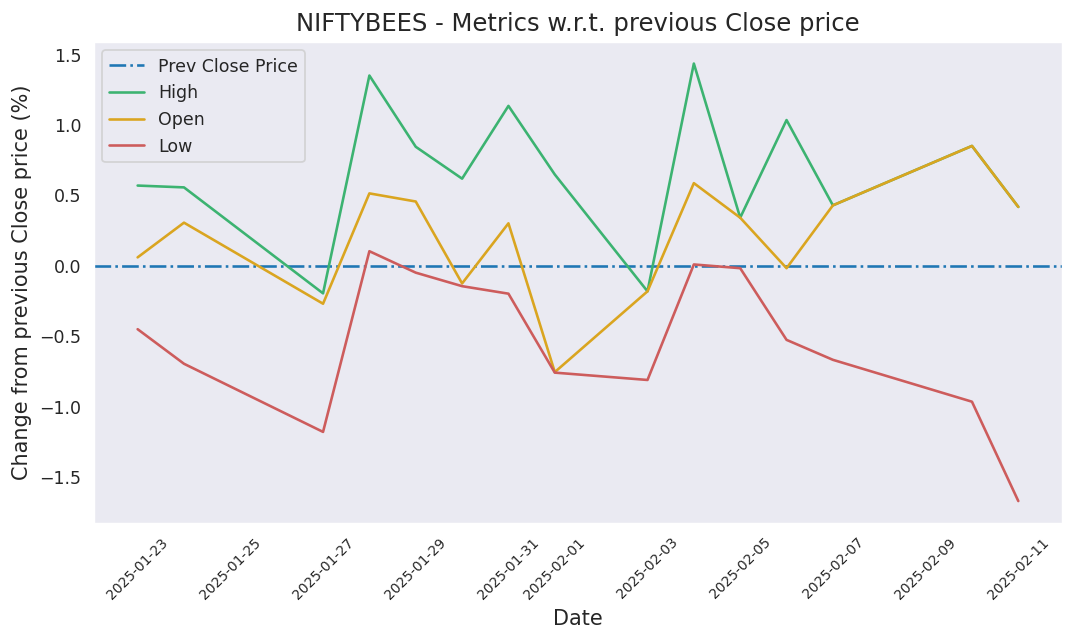 NIFTYBEES - Metrics w.r.t. previous Close price
Change from previous Close price (%)
1.5
1.0
0.5
0.0
−0.5
−1.0
−1.5
Prev Close Price
High
Open
Low
2025-01-23
2025-01-25
2025-01-27
2025-01-29
2025-01-31
2025-02-01
2025-02-03
2025-02-05
2025-02-07
2025-02-09
2025-02-11
Date